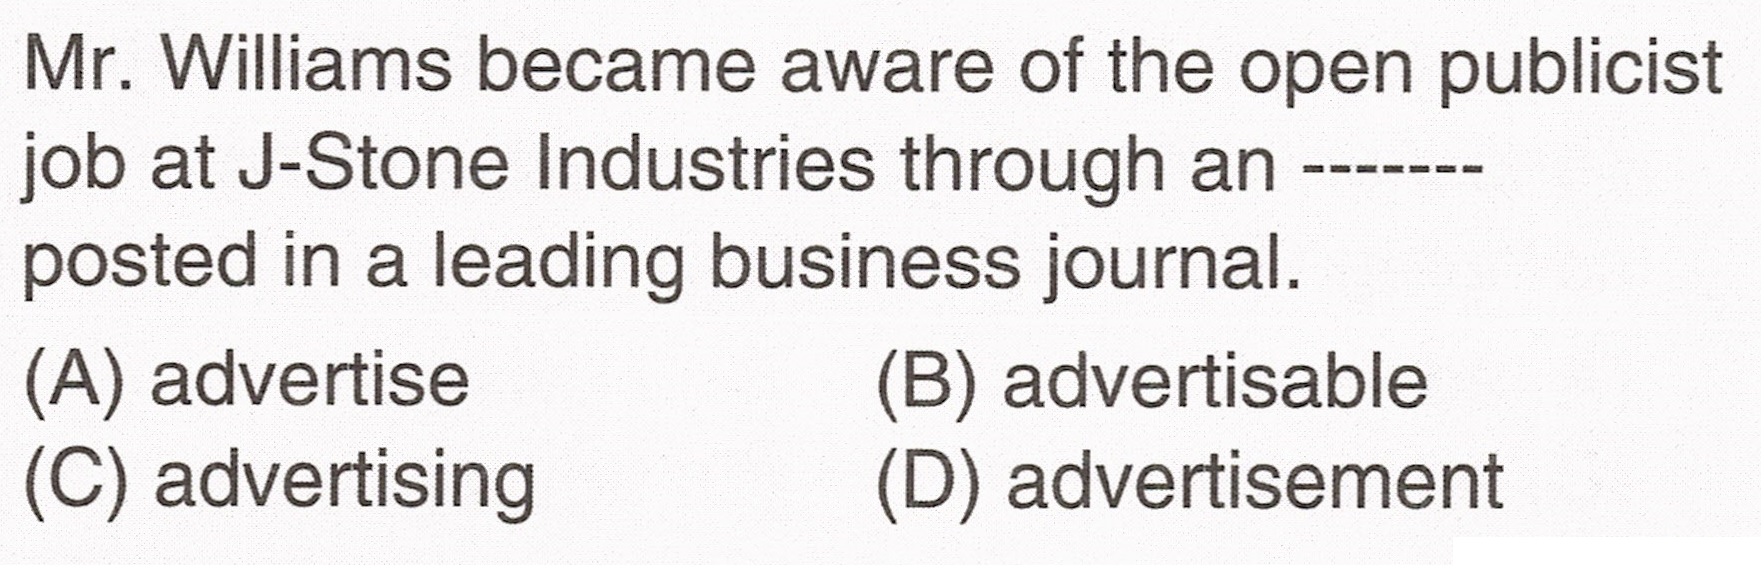 Mr. Williams became aware of the open publicist
job at J-Stone Industries through an -------
posted in a leading business journal.
(A) advertise (B) advertisable
(C) advertising (D) advertisement